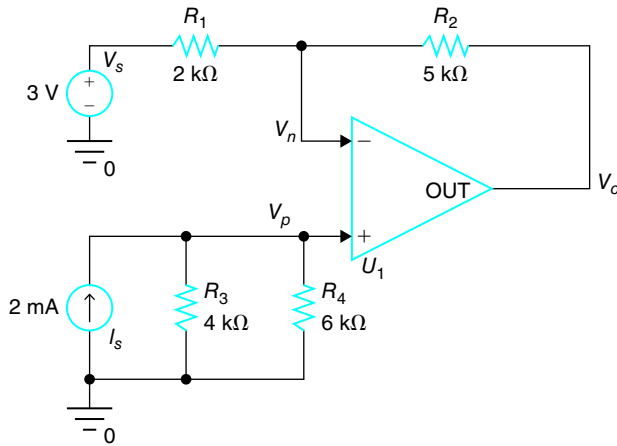 R1
R2
Vs
2 kΩ
5 kΩ
+
3 V
−
Vn
−
0
OUT
Vo
Vp
+
U1
R3
R4
2 mA
4 kΩ
6 kΩ
Is
0